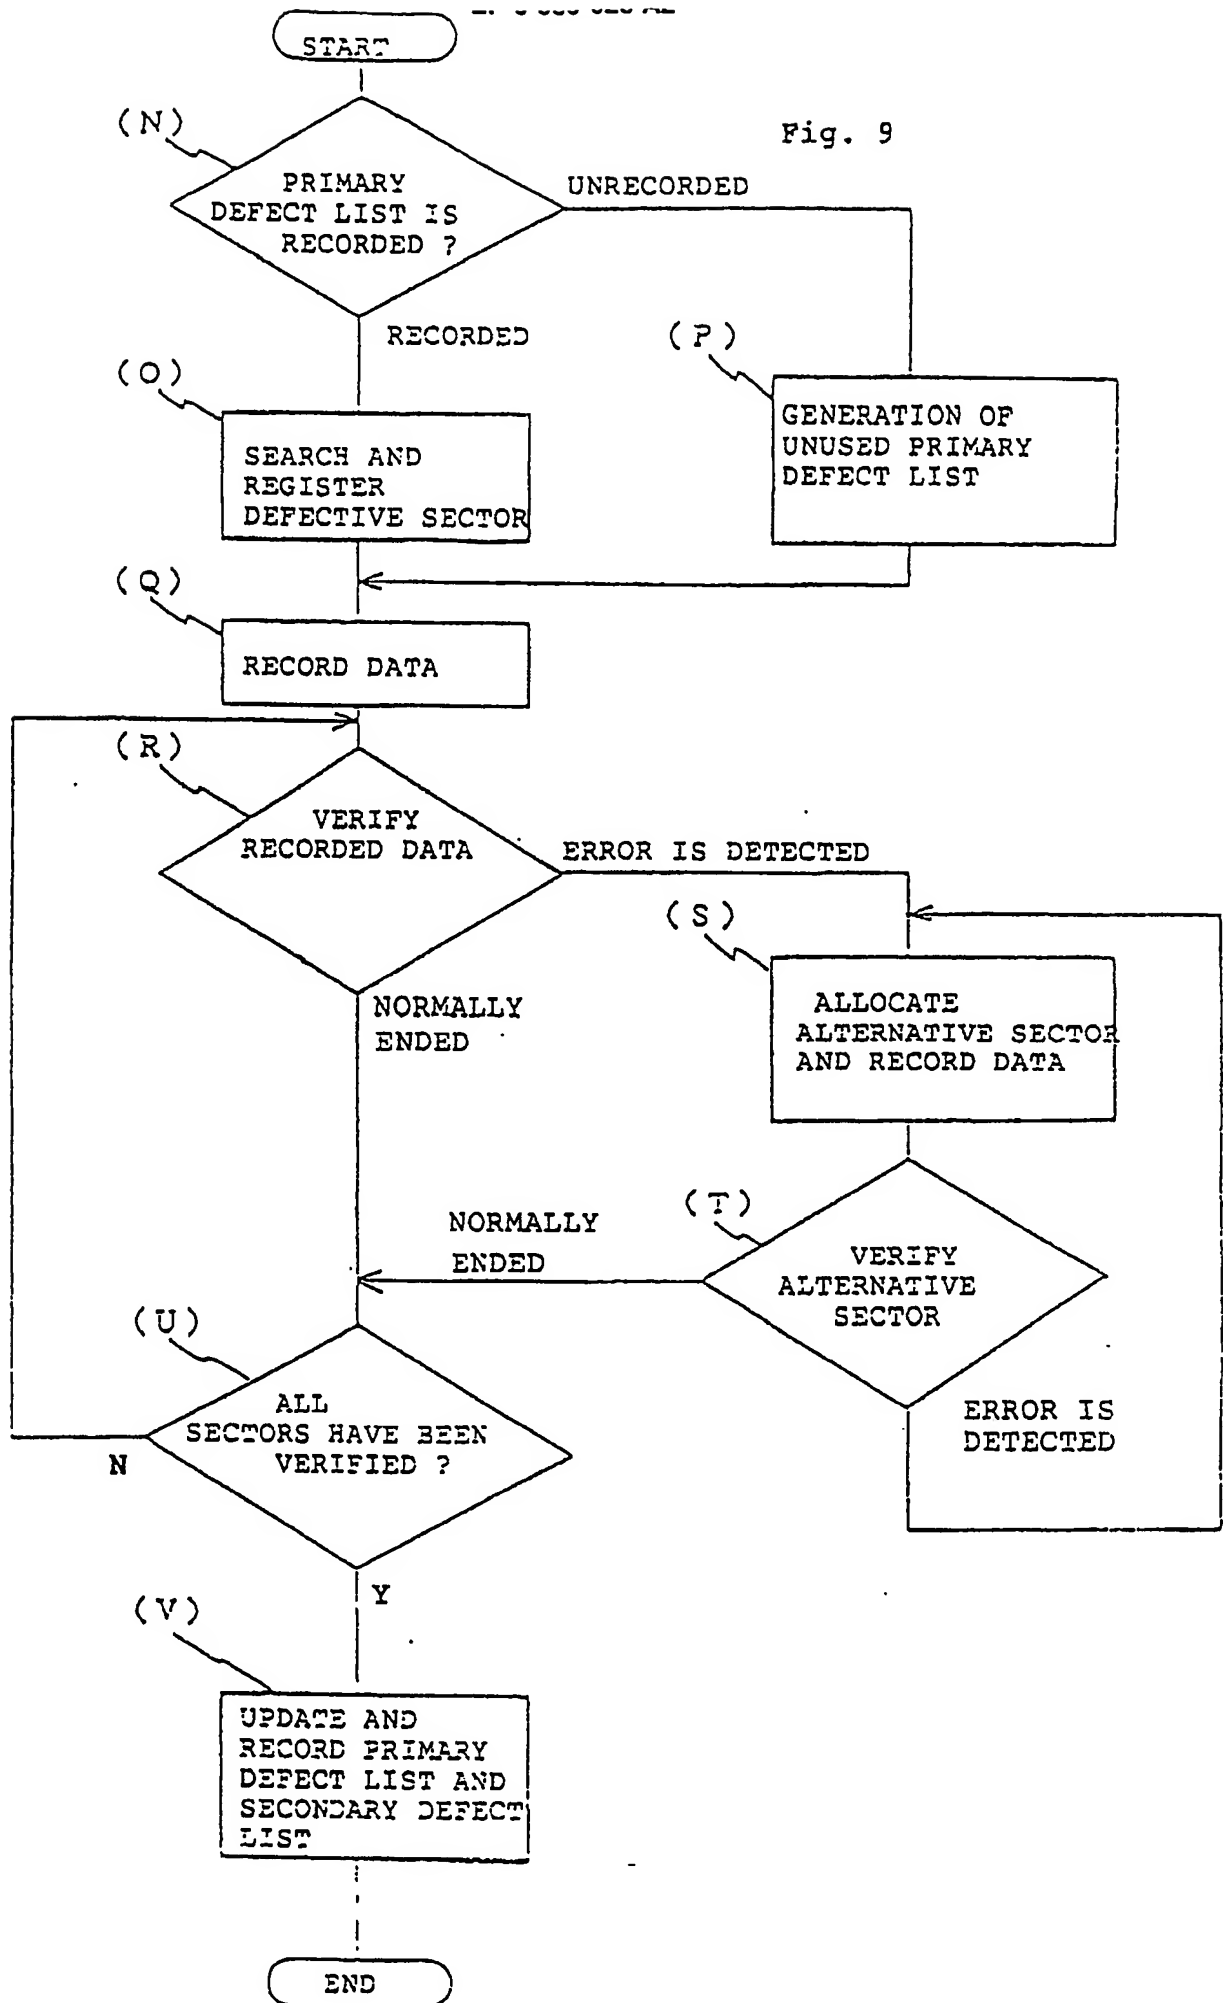 START
(N)
Fig. 9
PRIMARY
DEFECT LIST IS
RECORDED ?
UNRECORDED
RECORDED
(P)
(O)
GENERATION OF
UNUSED PRIMARY
DEFECT LIST
SEARCH AND
REGISTER
DEFECTIVE SECTOR
(Q)
RECORD DATA
(R)
VERIFY
RECORDED DATA
ERROR IS DETECTED
(S)
NORMALLY
ENDED
ALLOCATE
ALTERNATIVE SECTOR
AND RECORD DATA
(T)
NORMALLY
ENDED
VERIFY
ALTERNATIVE
SECTOR
(U)
ALL
SECTORS HAVE BEEN
VERIFIED ?
N
ERROR IS
DETECTED
Y
(V)
UPDATE AND
RECORD PRIMARY
DEFECT LIST AND
SECONDARY DEFECT
LIST
END